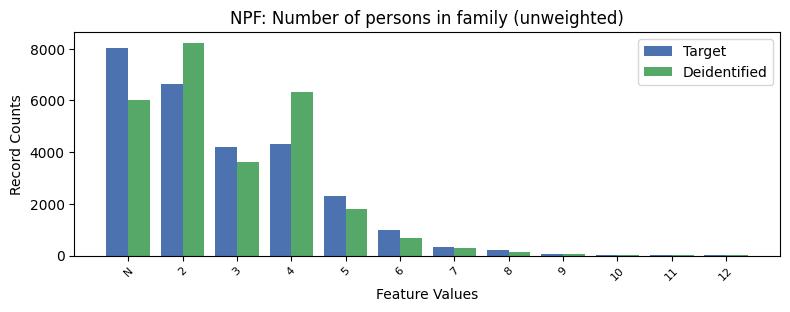 NPF: Number of persons in family (unweighted)
Target
Deidentified
Record Counts
8000
6000
4000
2000
0
N 2 3 4 5 6 7 8 9 10 11 12
Feature Values